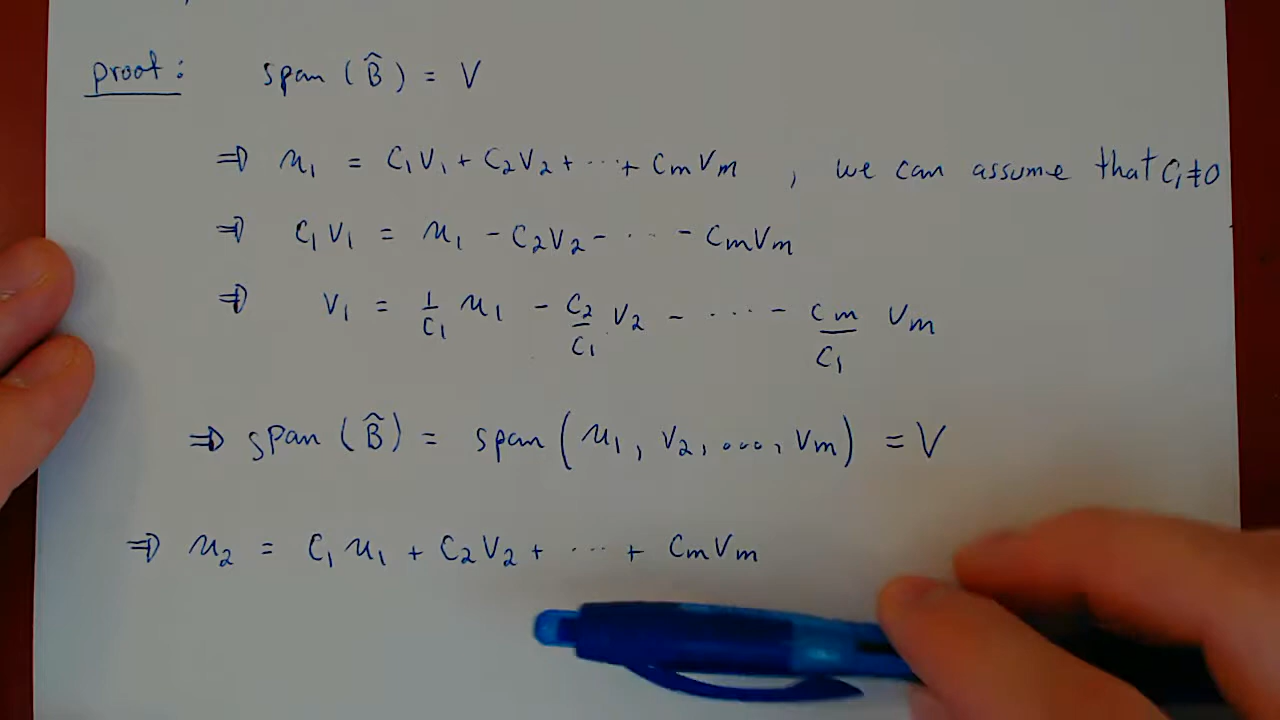 proof: span (B̂) = V
⇒ u₁ = C₁V₁ + C₂V₂ + ⋯ + CₘVₘ , we can assume that C₁≠0
⇒ C₁V₁ = u₁ - C₂V₂ - ⋯ - CₘVₘ
⇒ V₁ = 1/C₁ u₁ - C₂/C₁ V₂ - ⋯ - Cₘ/C₁ Vₘ
⇒ span (B̂) = span (u₁, V₂, ..., Vₘ) = V
⇒ u₂ = C₁u₁ + C₂V₂ + ⋯ + CₘVₘ